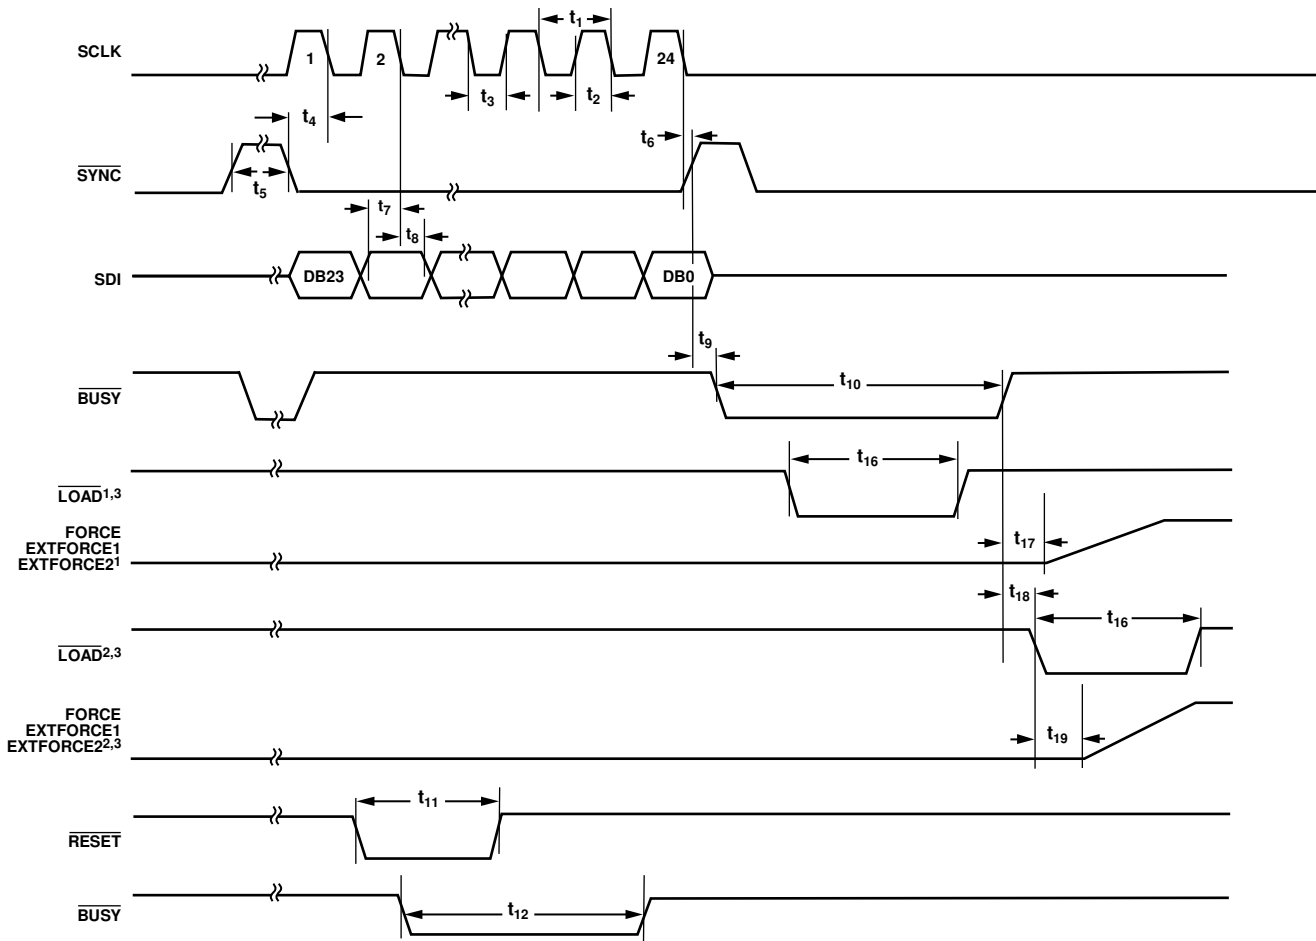 t1
SCLK
1
2
24
t3
t2
t4
t6
SYNC
t5
t7
t8
SDI
DB23
DB0
t9
BUSY
t10
t16
LOAD1,3
FORCE
EXTFORCE1
EXTFORCE21
t17
t18
t16
LOAD2,3
FORCE
EXTFORCE1
EXTFORCE22,3
t19
t11
RESET
t12
BUSY